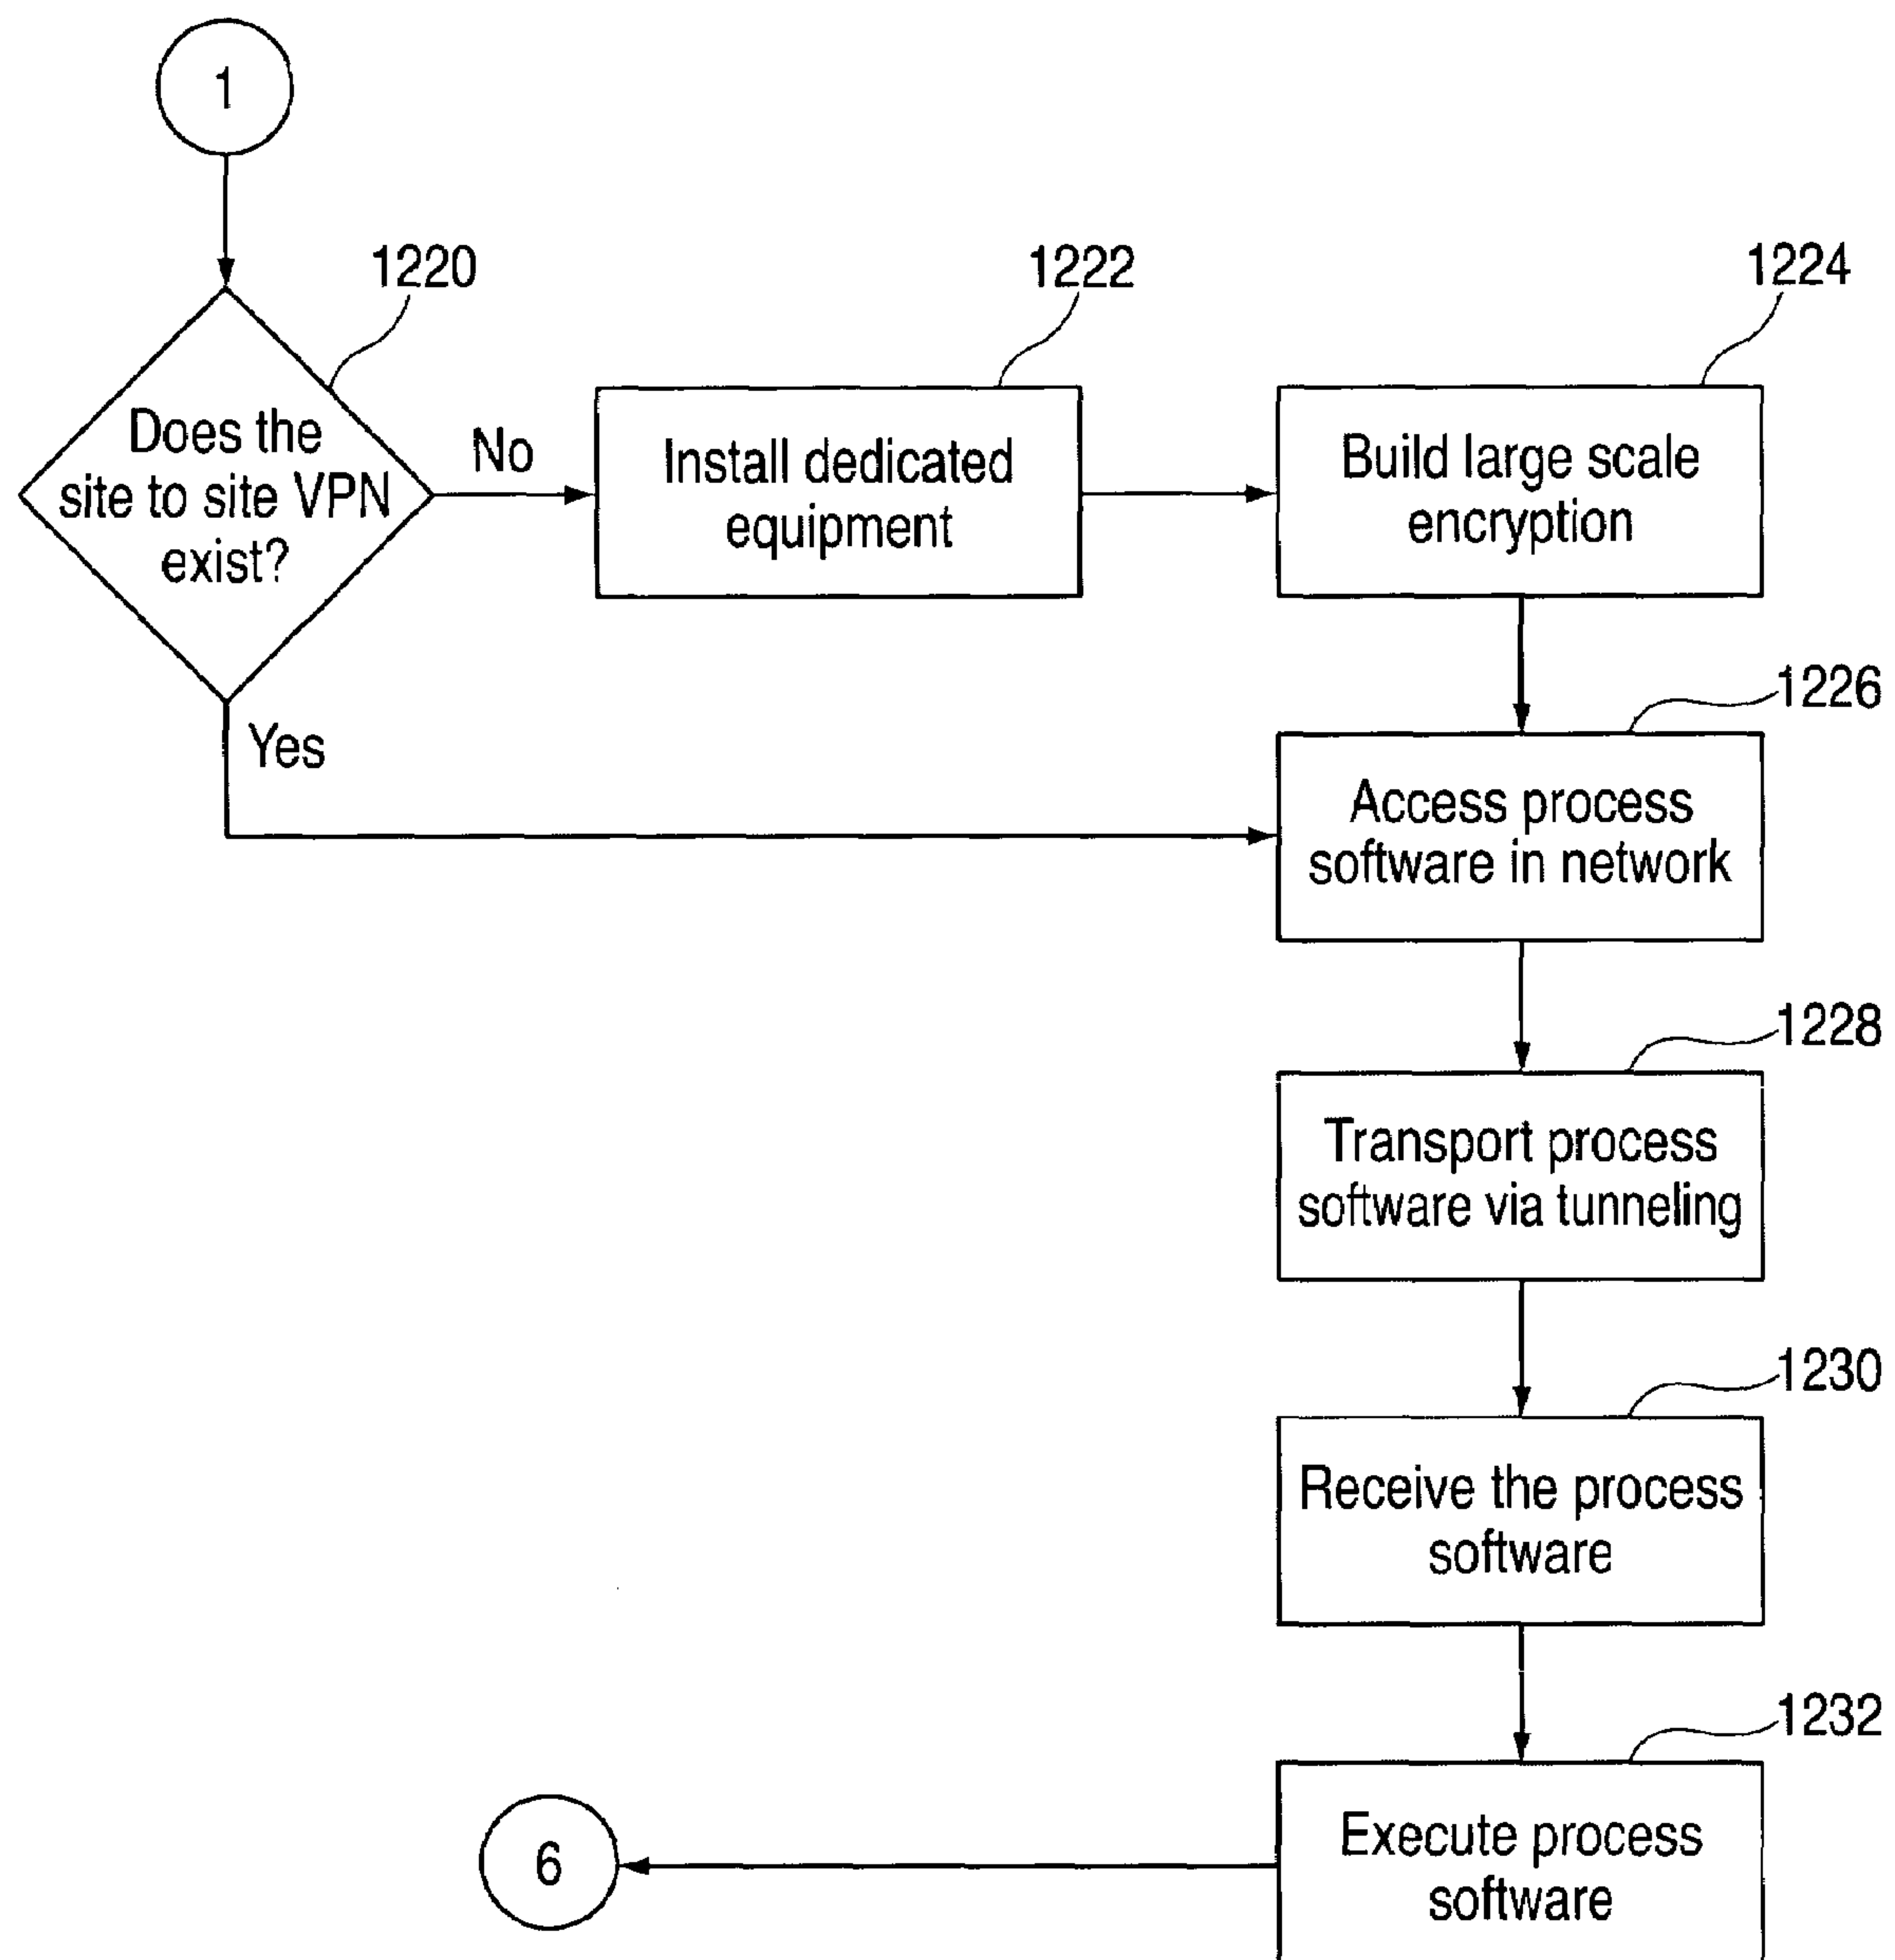 1
1220
1222
1224
Does the
site to site VPN
exist?
No
Install dedicated
equipment
Build large scale
encryption
Yes
1226
Access process
software in network
1228
Transport process
software via tunneling
1230
Receive the process
software
1232
Execute process
software
6